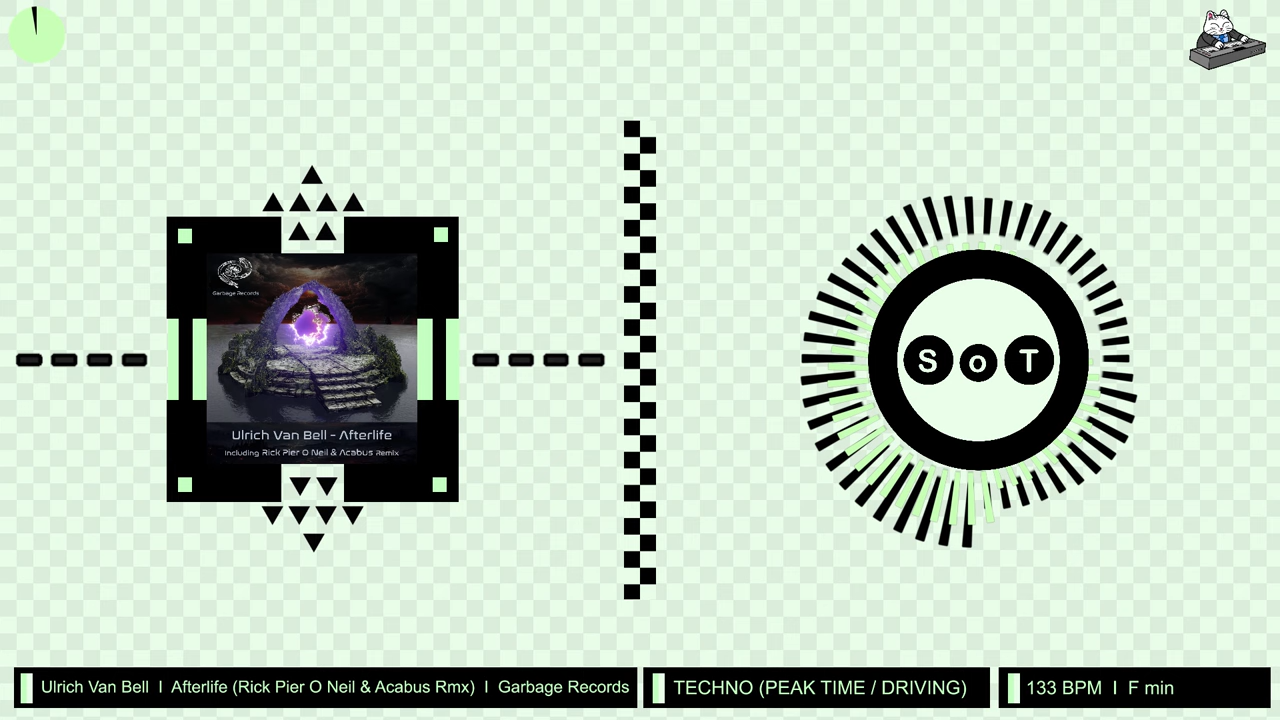 Garbage Records
Ulrich Van Bell - Afterlife
Including Rick Pier O Neil & Acabus Remix
S o T
Ulrich Van Bell I Afterlife (Rick Pier O Neil & Acabus Rmx) I Garbage Records
TECHNO (PEAK TIME / DRIVING)
133 BPM I F min